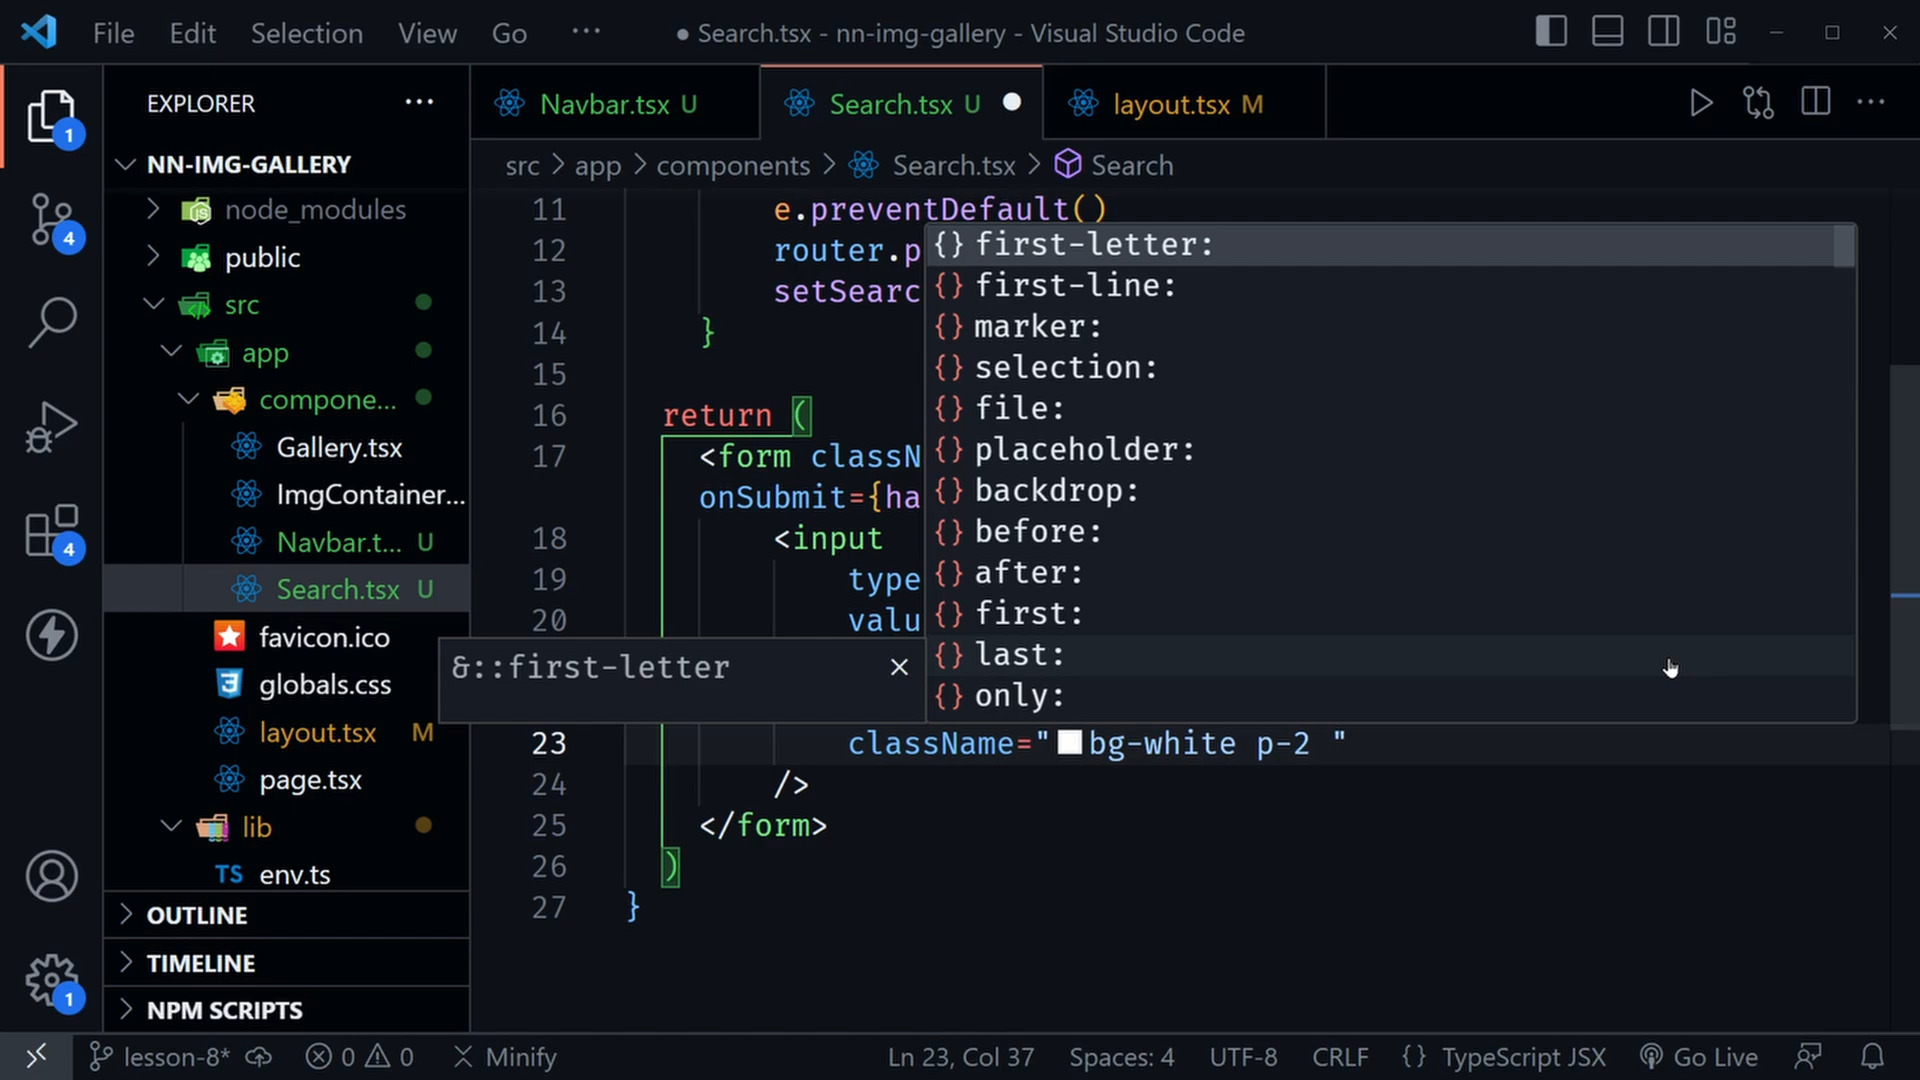 File Edit Selection View Go ··· ● Search.tsx - nn-img-gallery - Visual Studio Code
EXPLORER ···
Navbar.tsx U
Search.tsx U
layout.tsx M
NN-IMG-GALLERY
node_modules
public
src
app
compone...
Gallery.tsx
ImgContainer...
Navbar.t... U
Search.tsx U
favicon.ico
globals.css
layout.tsx M
page.tsx
lib
TS env.ts
OUTLINE
TIMELINE
NPM SCRIPTS
1
4
4
1
src > app > components > Search.tsx > Search
11 e.preventDefault()
12 router.p
13 setSearc
14 }
15
16 return (
17 <form classN
onSubmit={ha
18 <input
19 type
20 valu
23 className="bg-white p-2 "
24 />
25 </form>
26 )
27 }
{} first-letter:
{} first-line:
{} marker:
{} selection:
{} file:
{} placeholder:
{} backdrop:
{} before:
{} after:
{} first:
{} last:
{} only:
&::first-letter
lesson-8* 0 0 Minify Ln 23, Col 37 Spaces: 4 UTF-8 CRLF {} TypeScript JSX Go Live